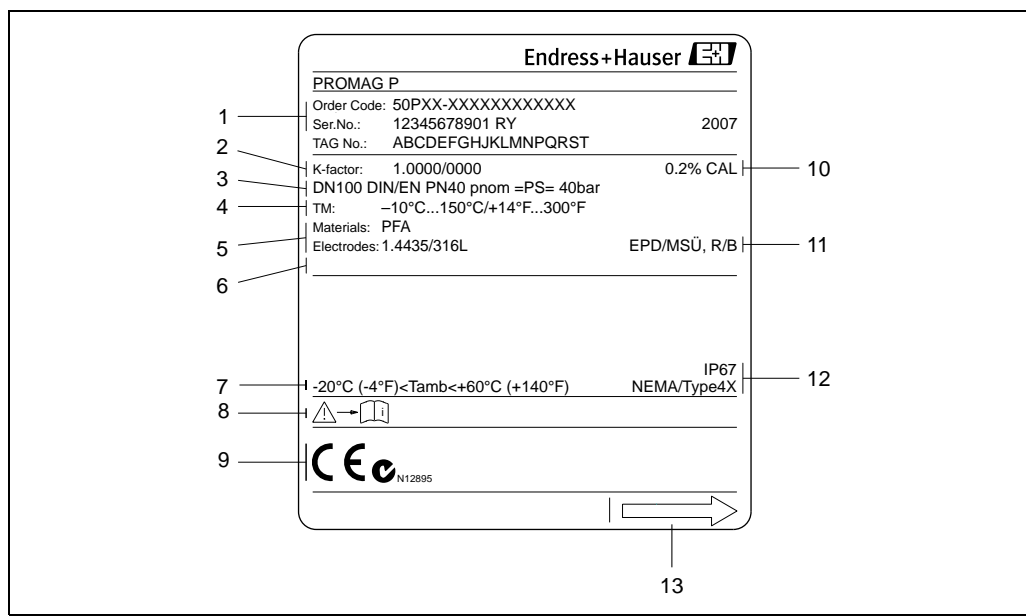 Endress+Hauser
PROMAG P
Order Code: 50PXX-XXXXXXXXXXXX
1
Ser.No.: 12345678901 RY 2007
TAG No.: ABCDEFGHJKLMNPQRST
2
K-factor: 1.0000/0000 0.2% CAL 10
3
DN100 DIN/EN PN40 pnom =PS= 40bar
4
TM: –10°C...150°C/+14°F...300°F
Materials: PFA
5
Electrodes: 1.4435/316L EPD/MSÜ, R/B 11
6
IP67
12
7 -20°C (-4°F)<Tamb<+60°C (+140°F) NEMA/Type4X
8 i
9 CE N12895
13